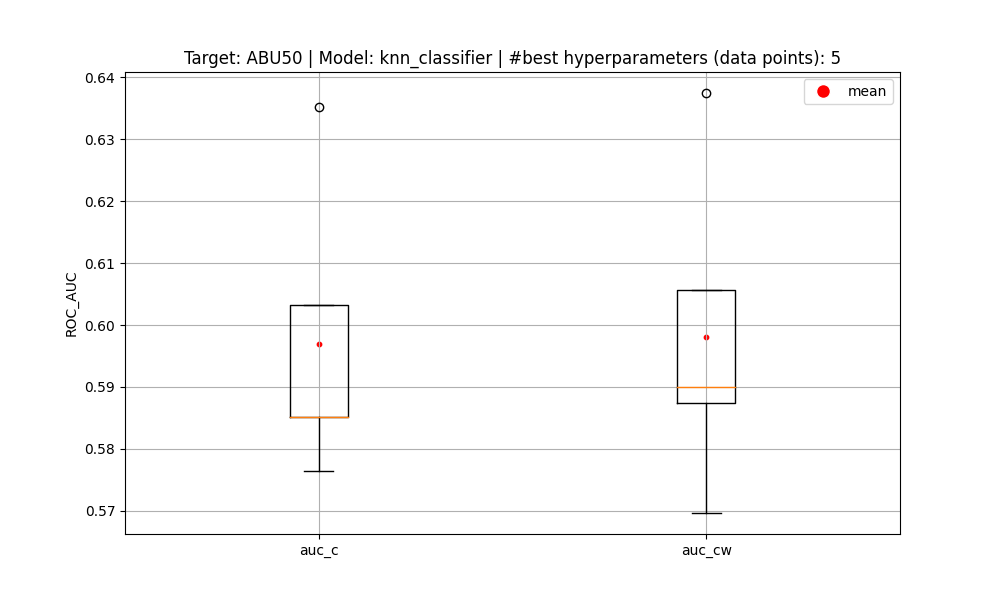 Target: ABU50 | Model: knn_classifier | #best hyperparameters (data points): 5
mean
ROC_AUC
0.64
0.63
0.62
0.61
0.60
0.59
0.58
0.57
auc_c
auc_cw